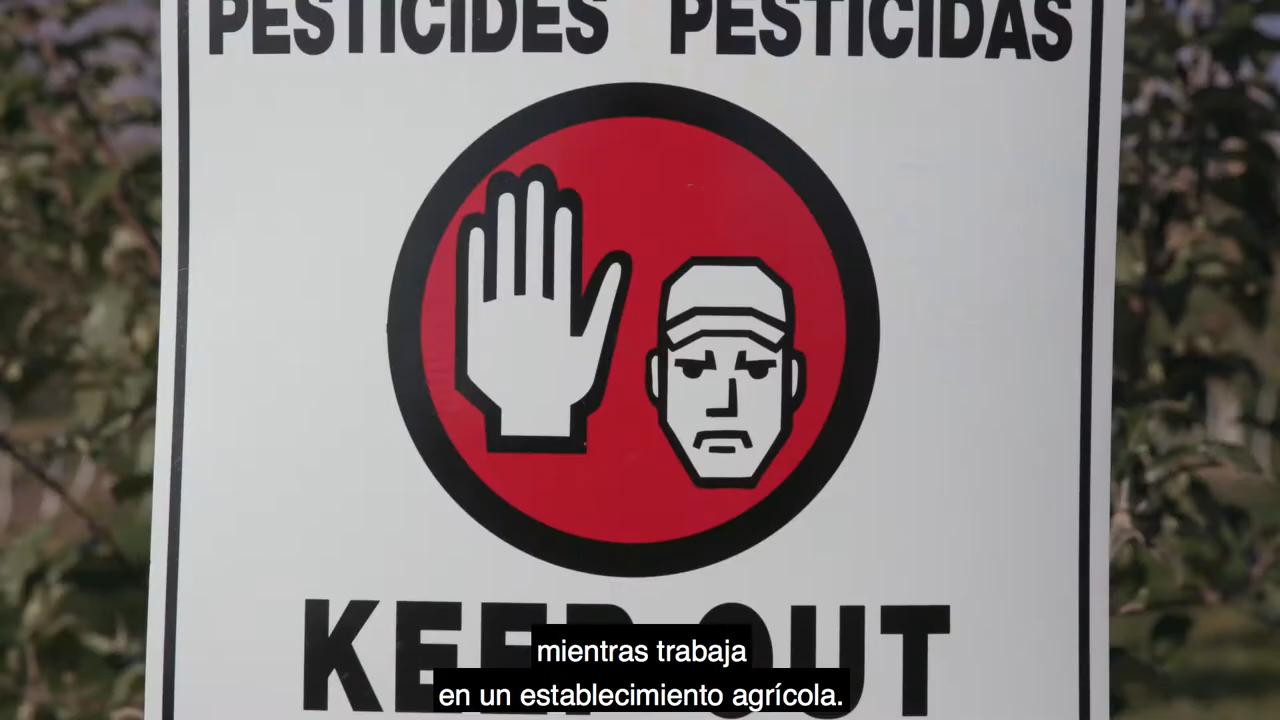 PESTICIDES PESTICIDAS
KEEP OUT
mientras trabaja
en un establecimiento agrícola.